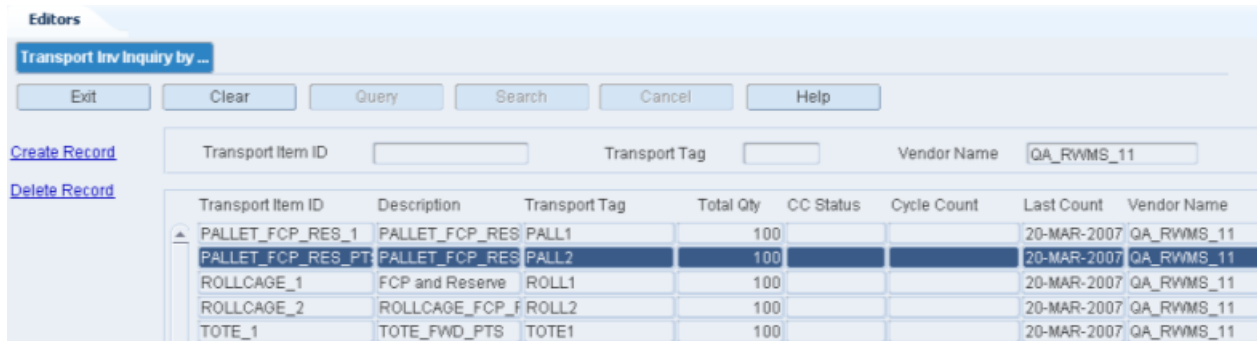 Editors
Transport Inv Inquiry by ...
Exit Clear Query Search Cancel Help
Create Record Transport Item ID Transport Tag Vendor Name QA_RWMS_11
Delete Record
Transport Item ID Description Transport Tag Total Qty CC Status Cycle Count Last Count Vendor Name
PALLET_FCP_RES_1 PALLET_FCP_RES PALL1 100 20-MAR-2007 QA_RWMS_11
PALLET_FCP_RES_PT PALLET_FCP_RES PALL2 100 20-MAR-2007 QA_RWMS_11
ROLLCAGE_1 FCP and Reserve ROLL1 100 20-MAR-2007 QA_RWMS_11
ROLLCAGE_2 ROLLCAGE_FCP_F ROLL2 100 20-MAR-2007 QA_RWMS_11
TOTE_1 TOTE_FWD_PTS TOTE1 100 20-MAR-2007 QA_RWMS_11